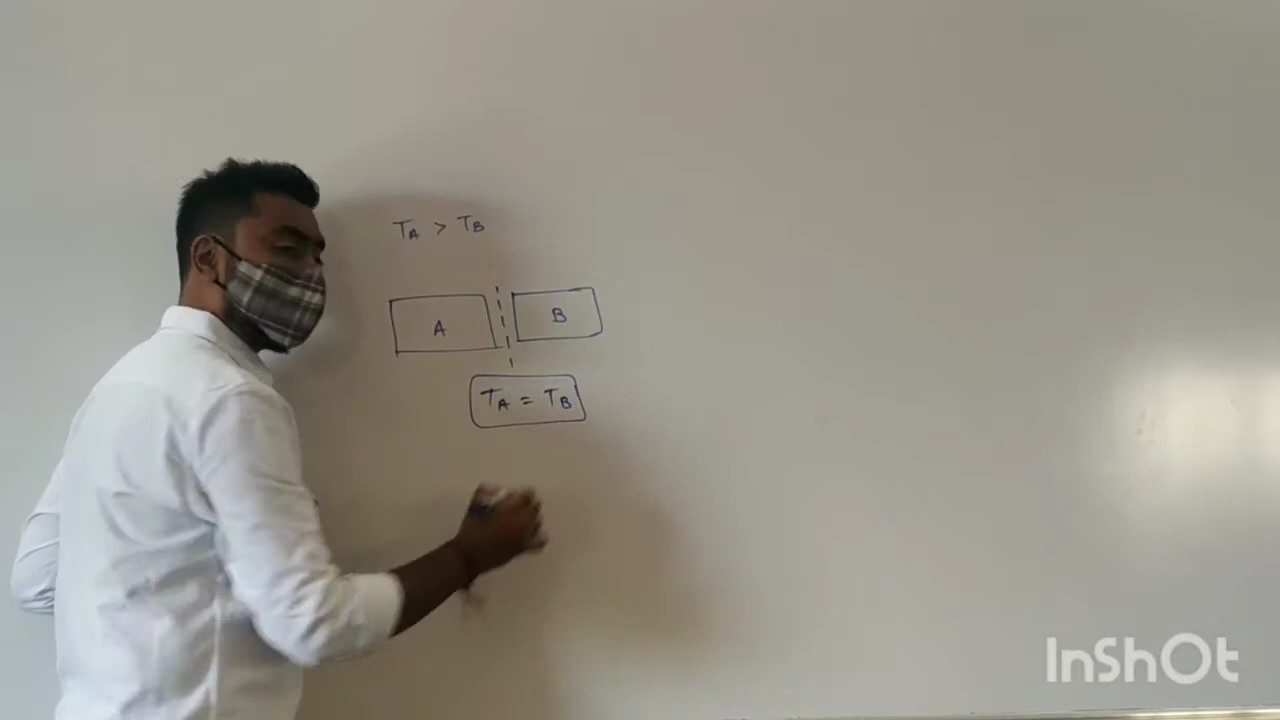 TA > TB
A
B
TA = TB
InShOt